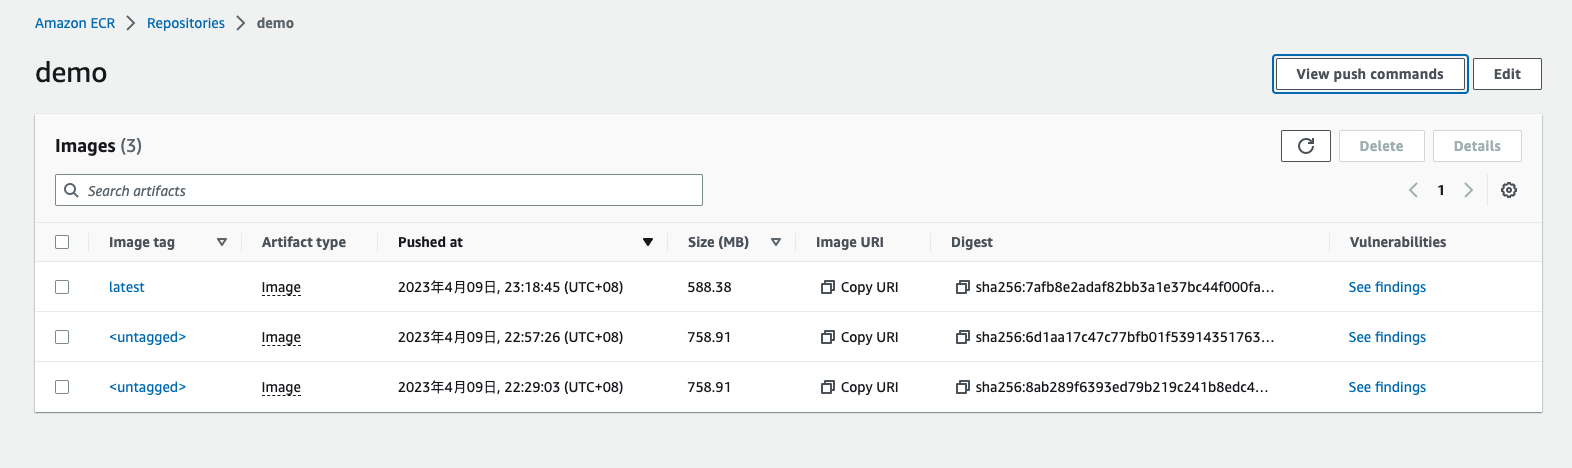 Amazon ECR > Repositories > demo
demo
View push commands Edit
Images (3)
Delete Details
Search artifacts
1
Image tag Artifact type Pushed at Size (MB) Image URI Digest Vulnerabilities
latest Image 2023年4月09日, 23:18:45 (UTC+08) 588.38 Copy URI sha256:7afb8e2adaf82bb3a1e37bc44f000fa... See findings
<untagged> Image 2023年4月09日, 22:57:26 (UTC+08) 758.91 Copy URI sha256:6d1aa17c47c77bfb01f53914351763... See findings
<untagged> Image 2023年4月09日, 22:29:03 (UTC+08) 758.91 Copy URI sha256:8ab289f6393ed79b219c241b8edc4... See findings